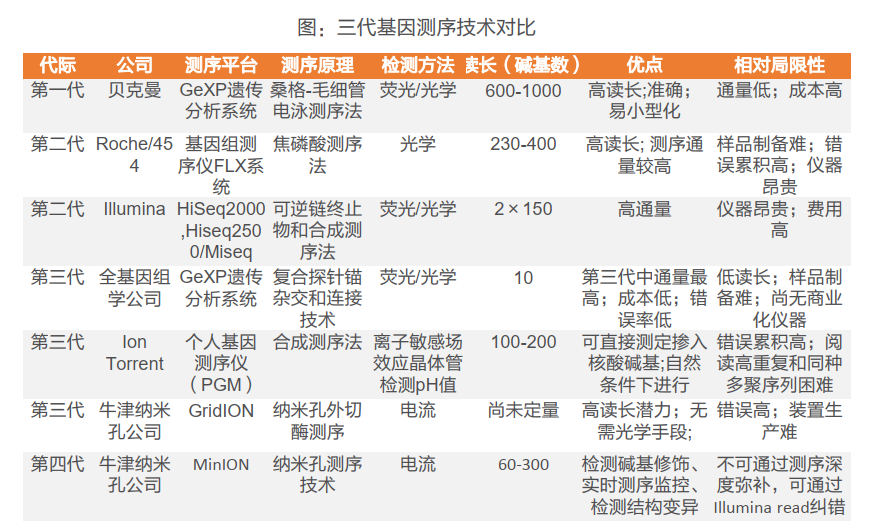 图：三代基因测序技术对比
代际 公司 测序平台 测序原理 检测方法 读长（碱基数） 优点 相对局限性
第一代 贝克曼 GeXP遗传 桑格-毛细管 荧光/光学 600-1000 高读长;准确； 通量低；成本高
分析系统 电泳测序法 易小型化
第二代 Roche/45 基因组测 焦磷酸测序 光学 230-400 高读长; 测序通 样品制备难；错
4 序仪FLX系 法 量较高 误累积高；仪器
统 昂贵
第二代 Illumina HiSeq2000 可逆链终止 荧光/光学 2×150 高通量 仪器昂贵；费用
,Hiseq250 物和合成测 高
0/Miseq 序法
第三代 全基因组 GeXP遗传 复合探针锚 荧光/光学 10 第三代中通量最 低读长；样品制
学公司 分析系统 杂交和连接 高；成本低；错 备难；尚无商业
技术 误率低 化仪器
第三代 Ion 个人基因 合成测序法 离子敏感场 100-200 可直接测定掺入 错误累积高；阅
Torrent 测序仪 效应晶体管 核酸碱基;自然 读高重复和同种
（PGM） 检测pH值 条件下进行 多聚序列困难
第三代 牛津纳米 GridION 纳米孔外切 电流 尚未定量 高读长潜力；无 错误高；装置生
孔公司 酶测序 需光学手段; 产难
第四代 牛津纳米 MinION 纳米孔测序 电流 60-300 检测碱基修饰、 不可通过测序深
孔公司 技术 实时测序监控、 度弥补，可通过
检测结构变异 Illumina read纠错